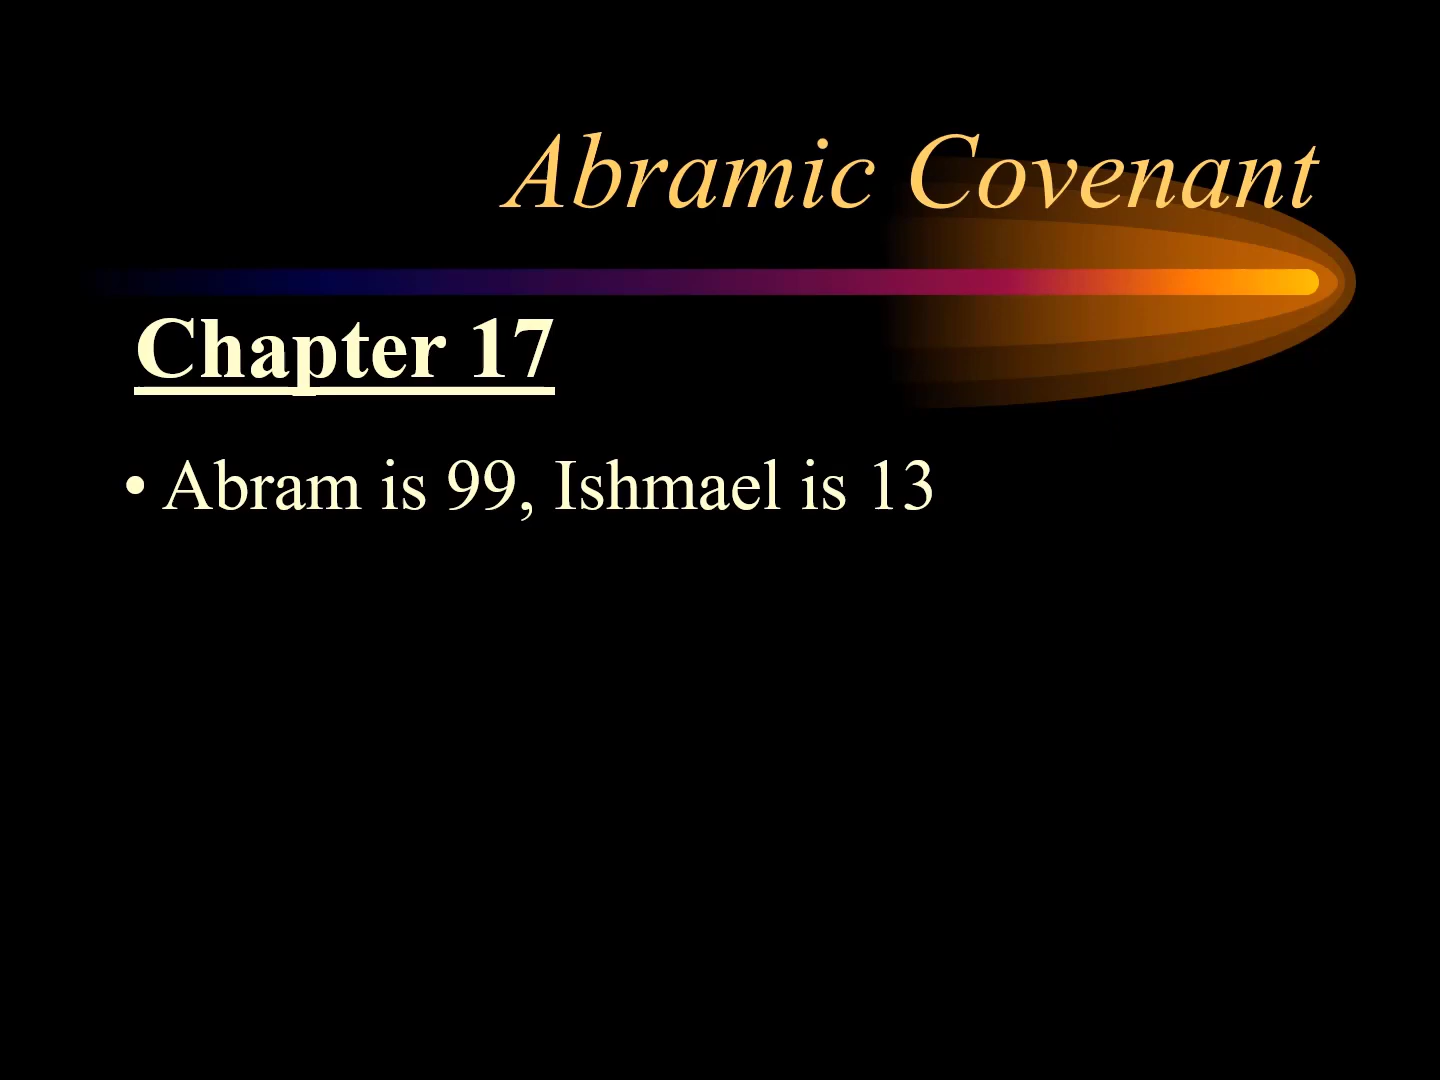 Abramic Covenant
Chapter 17
• Abram is 99, Ishmael is 13